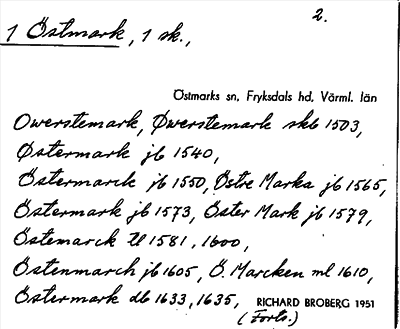 2.
1 Östmark, 1 sk.,
Östmarks sn, Fryksdals hd, Värml. län
Owerstemark, Øwerstemark skb 1503,
Østermark jb 1540,
Östermarck jb 1550, Östre Marka jb 1565,
Östermark jb 1573, Öster Mark jb 1579,
Östemarck tl 1581, 1600,
Östenmarch jb 1605, Ö. Marcken ml 1610,
Östermark db 1633, 1635, RICHARD BROBERG 1951
(Forts.)